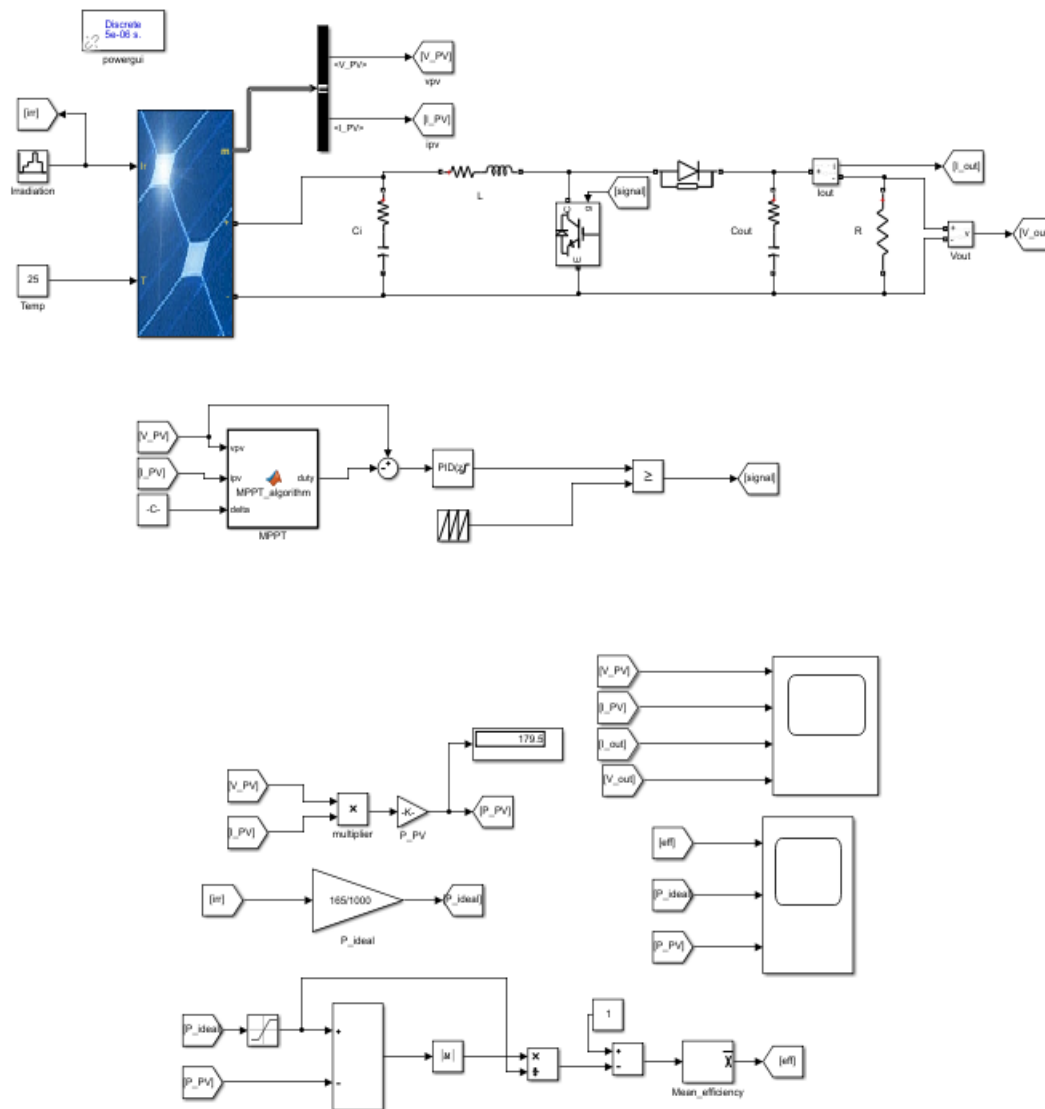 Discrete
5e-06 s.
powergui
<V_PV>
[V_PV]
vpv
<I_PV>
[I_PV]
ipv
[irr]
Irradiation
Ir
m
+
-
T
25
Temp
Ci
L
[signal]
g
C
E
Cout
+
-
i
Iout
[I_out]
R
+
-
v
Vout
[V_ou
[V_PV]
[I_PV]
-C-
vpv
ipv
delta
MPPT_algorithm
duty
MPPT
-
+
PID(z)
≥
[signal]
[V_PV]
[I_PV]
[I_out]
[V_out]
179.5
[V_PV]
[I_PV]
×
multiplier
-K-
P_PV
[P_PV]
[eff]
[P_ideal]
[P_PV]
[irr]
165/1000
P_ideal
[P_ideal]
[P_ideal]
[P_PV]
+
-
|u|
×
÷
1
+
-
x
Mean_efficiency
[eff]